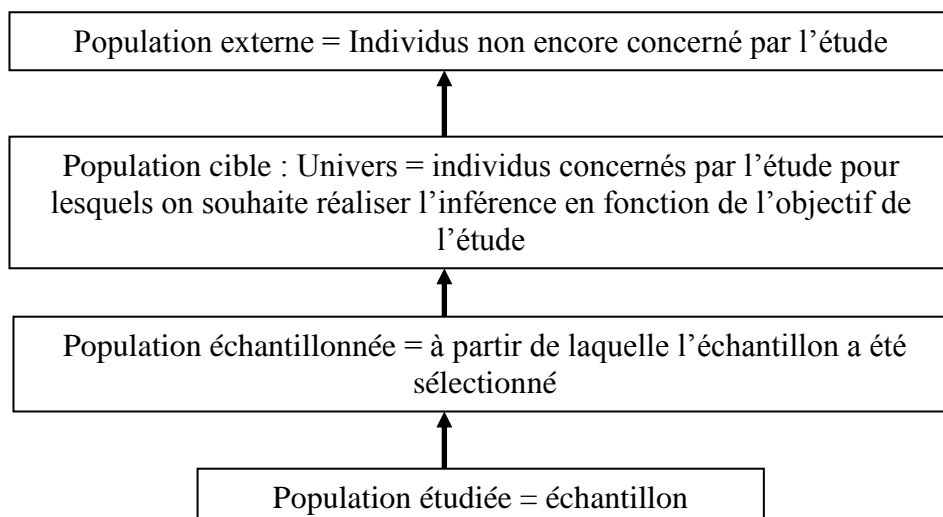 Population externe = Individus non encore concerné par l’étude
Population cible : Univers = individus concernés par l’étude pour
lesquels on souhaite réaliser l’inférence en fonction de l’objectif de
l’étude
Population échantillonnée = à partir de laquelle l’échantillon a été
sélectionné
Population étudiée = échantillon